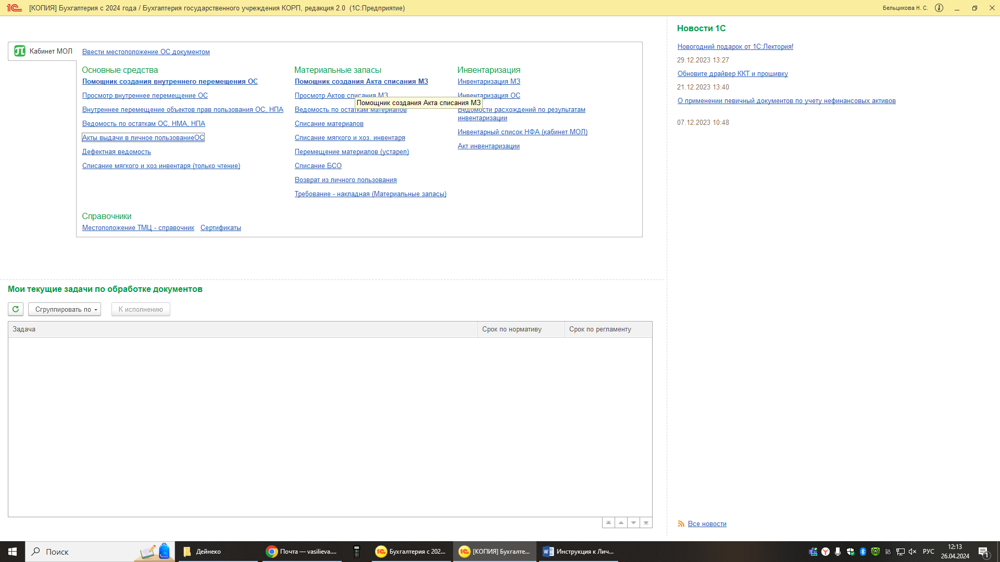 [КОПИЯ] Бухгалтерия с 2024 года / Бухгалтерия государственного учреждения КОРП, редакция 2.0 (1С:Предприятие)
Бельцикова Н. С.
Кабинет МОЛ
Ввести местоположение ОС документом
Основные средства
Помощник создания внутреннего перемещения ОС
Просмотр внутреннее перемещение ОС
Внутреннее перемещение объектов прав пользования ОС, НПА
Ведомость по остаткам ОС, НМА, НПА
Акты выдачи в личное пользованиеОС
Дефектная ведомость
Списание мягкого и хоз инвентаря (только чтение)
Материальные запасы
Помощник создания Акта списания МЗ
Просмотр Актов списания МЗ
Помощник создания Акта списания МЗ
Ведомость по остаткам материалов
Списание материалов
Списание мягкого и хоз. инвентаря
Перемещение материалов (устарел)
Списание БСО
Возврат из личного пользования
Требование - накладная (Материальные запасы)
Инвентаризация
Инвентаризация МЗ
Инвентаризация ОС
Ведомости расхождений по результатам
инвентаризации
Инвентарный список НФА (кабинет МОЛ)
Акт инвентаризации
Справочники
Местоположение ТМЦ - справочник Сертификаты
Новости 1С
Новогодний подарок от 1С:Лектория!
29.12.2023 13:27
Обновите драйвер ККТ и прошивку
21.12.2023 13:40
О применении певичный документов по учету нефинансовых активов
07.12.2023 10:48
Все новости
Мои текущие задачи по обработке документов
Сгруппировать по
К исполнению
Задача
Срок по нормативу
Срок по регламенту
Поиск
Дейнеко
Почта — vasilieva....
Бухгалтерия с 202...
[КОПИЯ] Бухгалте...
Инструкция к Лич...
РУС
12:13
26.04.2024
1